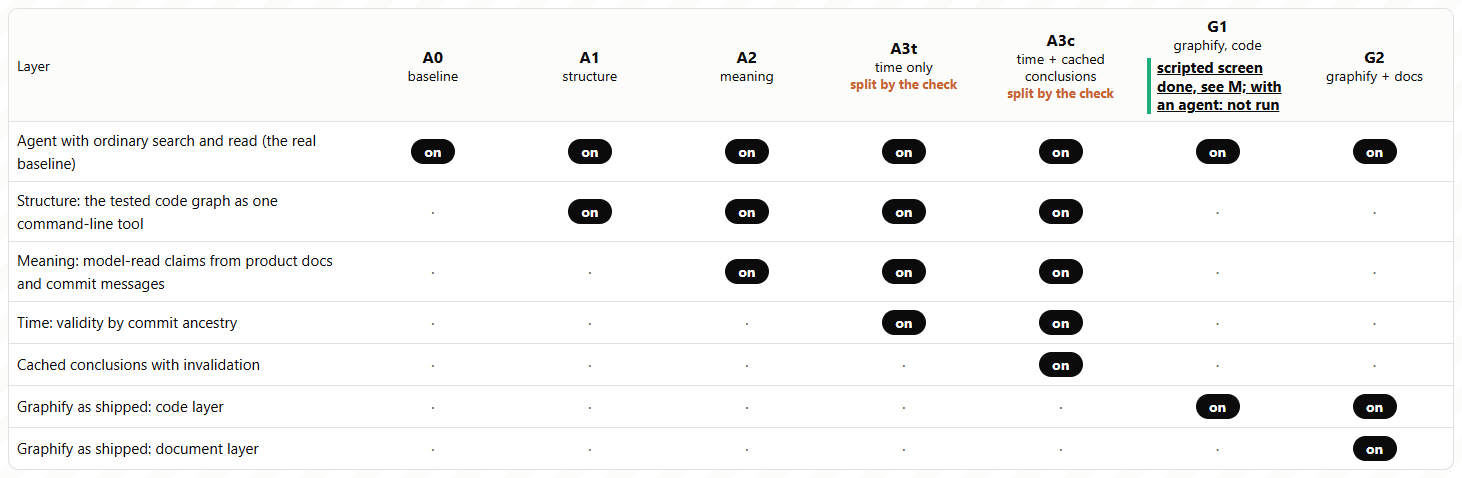 Layer
A0
baseline
A1
structure
A2
meaning
A3t
time only
split by the check
A3c
time + cached
conclusions
split by the check
G1
graphify, code
scripted screen
done, see M; with
an agent: not run
G2
graphify + docs
Agent with ordinary search and read (the real
baseline)
on on on on on on on
Structure: the tested code graph as one
command-line tool
· on on on on · ·
Meaning: model-read claims from product docs
and commit messages
· · on on on · ·
Time: validity by commit ancestry
· · · on on · ·
Cached conclusions with invalidation
· · · · on · ·
Graphify as shipped: code layer
· · · · · on on
Graphify as shipped: document layer
· · · · · · on